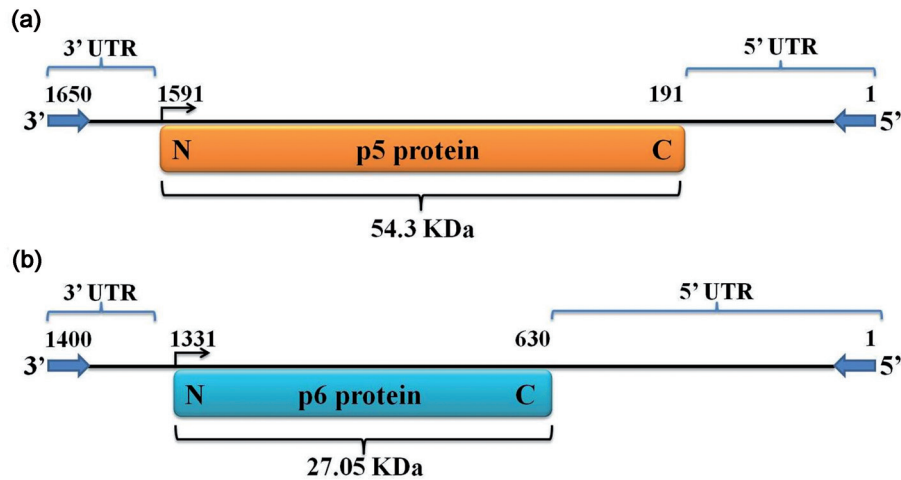 (a)
3’ UTR
5’ UTR
1650
1591
191
1
3’
5’
N
p5 protein
C
54.3 KDa
(b)
3’ UTR
5’ UTR
1400
1331
630
1
3’
5’
N
p6 protein
C
27.05 KDa